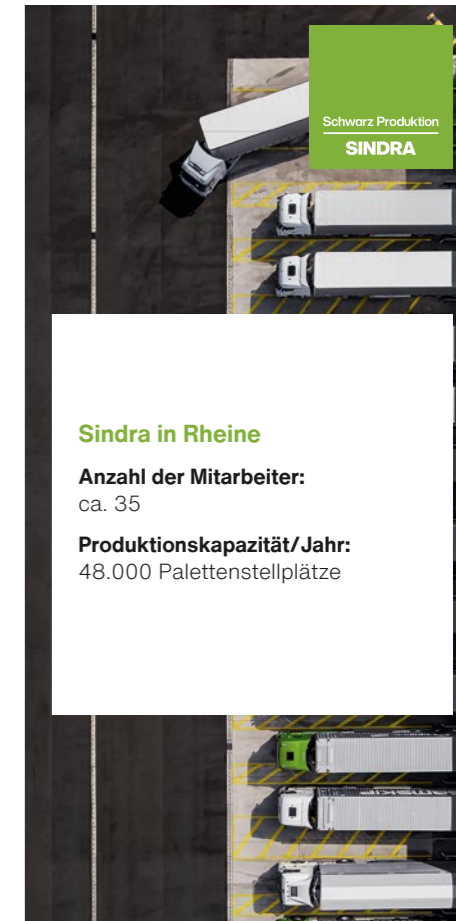 Schwarz Produktion
SINDRA
Sindra in Rheine
Anzahl der Mitarbeiter:
ca. 35
Produktionskapazität/Jahr:
48.000 Palettenstellplätze